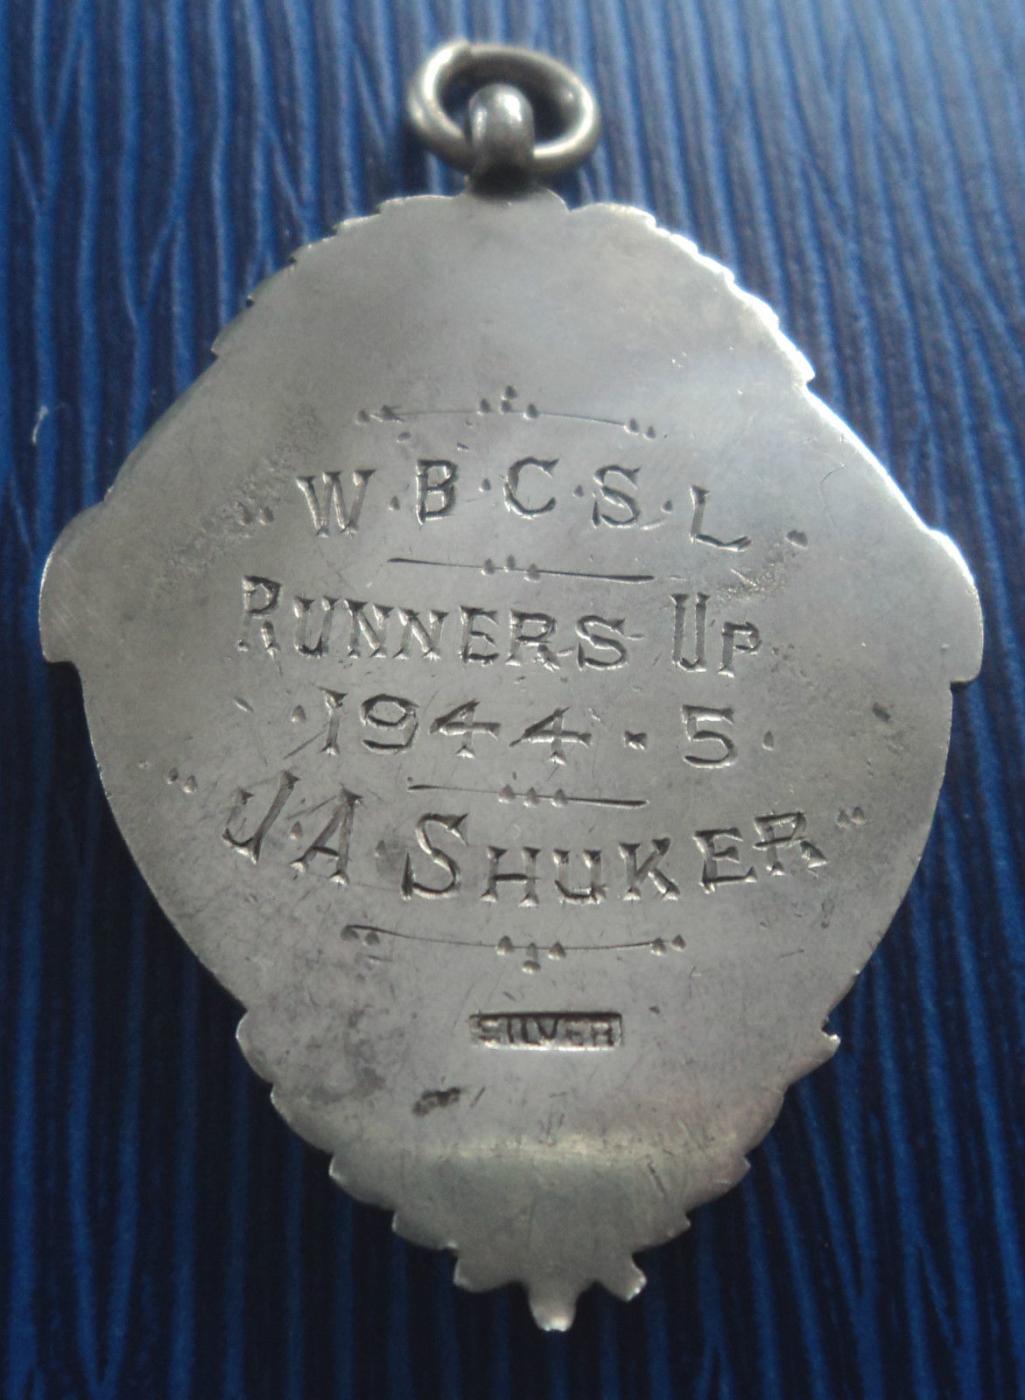 W·B·C·S·L·
RUNNERS UP
·1944·5·
"J·A·SHUKER"
SILVER